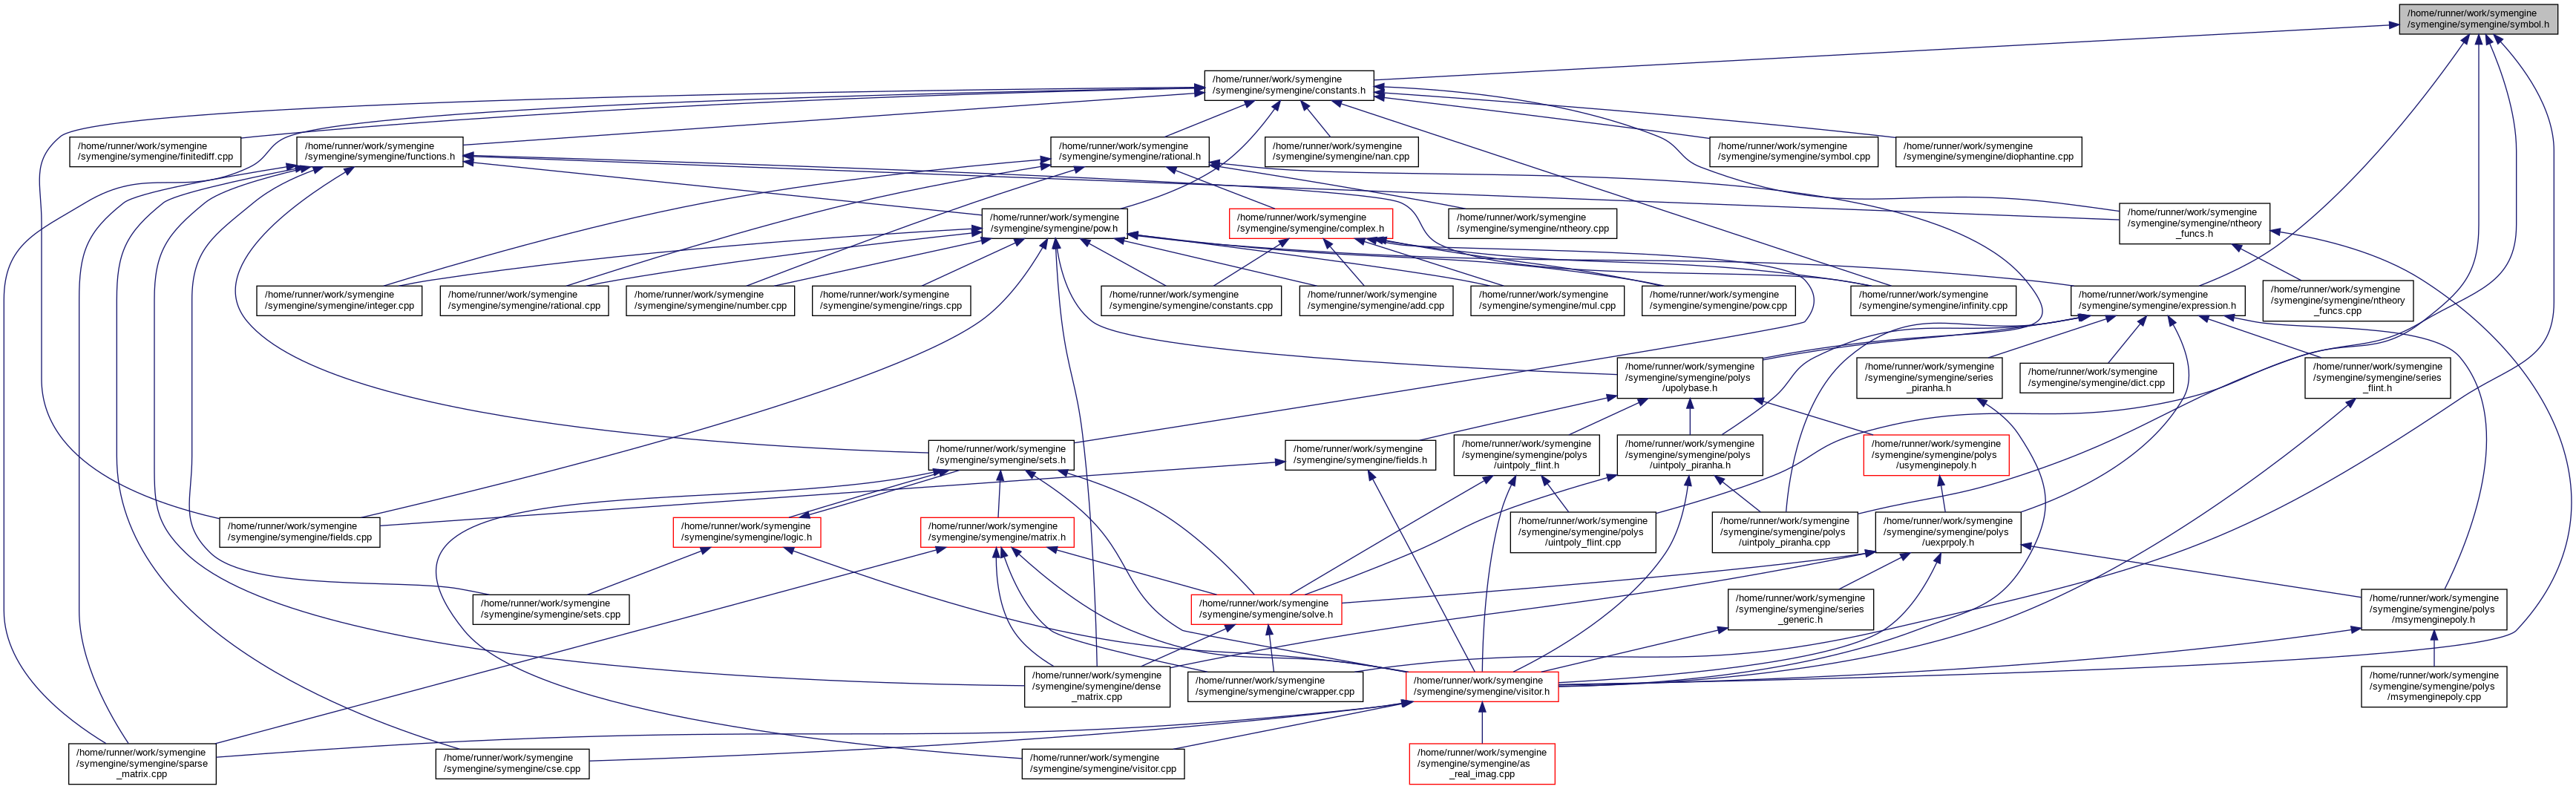 /home/runner/work/symengine
/symengine/symengine/symbol.h
/home/runner/work/symengine
/symengine/symengine/constants.h
/home/runner/work/symengine
/symengine/symengine/finitediff.cpp
/home/runner/work/symengine
/symengine/symengine/functions.h
/home/runner/work/symengine
/symengine/symengine/rational.h
/home/runner/work/symengine
/symengine/symengine/nan.cpp
/home/runner/work/symengine
/symengine/symengine/symbol.cpp
/home/runner/work/symengine
/symengine/symengine/diophantine.cpp
/home/runner/work/symengine
/symengine/symengine/pow.h
/home/runner/work/symengine
/symengine/symengine/complex.h
/home/runner/work/symengine
/symengine/symengine/ntheory.cpp
/home/runner/work/symengine
/symengine/symengine/ntheory
_funcs.h
/home/runner/work/symengine
/symengine/symengine/integer.cpp
/home/runner/work/symengine
/symengine/symengine/rational.cpp
/home/runner/work/symengine
/symengine/symengine/number.cpp
/home/runner/work/symengine
/symengine/symengine/rings.cpp
/home/runner/work/symengine
/symengine/symengine/constants.cpp
/home/runner/work/symengine
/symengine/symengine/add.cpp
/home/runner/work/symengine
/symengine/symengine/mul.cpp
/home/runner/work/symengine
/symengine/symengine/pow.cpp
/home/runner/work/symengine
/symengine/symengine/infinity.cpp
/home/runner/work/symengine
/symengine/symengine/expression.h
/home/runner/work/symengine
/symengine/symengine/ntheory
_funcs.cpp
/home/runner/work/symengine
/symengine/symengine/polys
/upolybase.h
/home/runner/work/symengine
/symengine/symengine/series
_piranha.h
/home/runner/work/symengine
/symengine/symengine/dict.cpp
/home/runner/work/symengine
/symengine/symengine/series
_flint.h
/home/runner/work/symengine
/symengine/symengine/sets.h
/home/runner/work/symengine
/symengine/symengine/fields.h
/home/runner/work/symengine
/symengine/symengine/polys
/uintpoly_flint.h
/home/runner/work/symengine
/symengine/symengine/polys
/uintpoly_piranha.h
/home/runner/work/symengine
/symengine/symengine/polys
/usymenginepoly.h
/home/runner/work/symengine
/symengine/symengine/fields.cpp
/home/runner/work/symengine
/symengine/symengine/logic.h
/home/runner/work/symengine
/symengine/symengine/matrix.h
/home/runner/work/symengine
/symengine/symengine/polys
/uintpoly_flint.cpp
/home/runner/work/symengine
/symengine/symengine/polys
/uintpoly_piranha.cpp
/home/runner/work/symengine
/symengine/symengine/polys
/uexprpoly.h
/home/runner/work/symengine
/symengine/symengine/sets.cpp
/home/runner/work/symengine
/symengine/symengine/solve.h
/home/runner/work/symengine
/symengine/symengine/series
_generic.h
/home/runner/work/symengine
/symengine/symengine/polys
/msymenginepoly.h
/home/runner/work/symengine
/symengine/symengine/dense
_matrix.cpp
/home/runner/work/symengine
/symengine/symengine/cwrapper.cpp
/home/runner/work/symengine
/symengine/symengine/visitor.h
/home/runner/work/symengine
/symengine/symengine/polys
/msymenginepoly.cpp
/home/runner/work/symengine
/symengine/symengine/sparse
_matrix.cpp
/home/runner/work/symengine
/symengine/symengine/cse.cpp
/home/runner/work/symengine
/symengine/symengine/visitor.cpp
/home/runner/work/symengine
/symengine/symengine/as
_real_imag.cpp